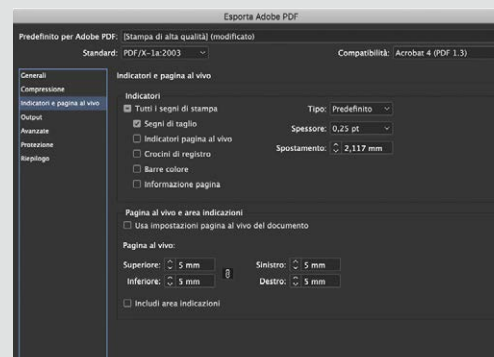 Esporta Adobe PDF
Predefinito per Adobe PDF: [Stampa di alta qualità] (modificato)
Standard: PDF/X-1a:2003 Compatibilità: Acrobat 4 (PDF 1.3)
Generali
Compressione
Indicatori e pagina al vivo
Output
Avanzate
Protezione
Riepilogo
Indicatori e pagina al vivo
Indicatori
Tutti i segni di stampa
Segni di taglio
Indicatori pagina al vivo
Crocini di registro
Barre colore
Informazione pagina
Tipo: Predefinito
Spessore: 0,25 pt
Spostamento: 2,117 mm
Pagina al vivo e area indicazioni
Usa impostazioni pagina al vivo del documento
Pagina al vivo:
Superiore: 5 mm Sinistro: 5 mm
Inferiore: 5 mm Destro: 5 mm
Includi area indicazioni